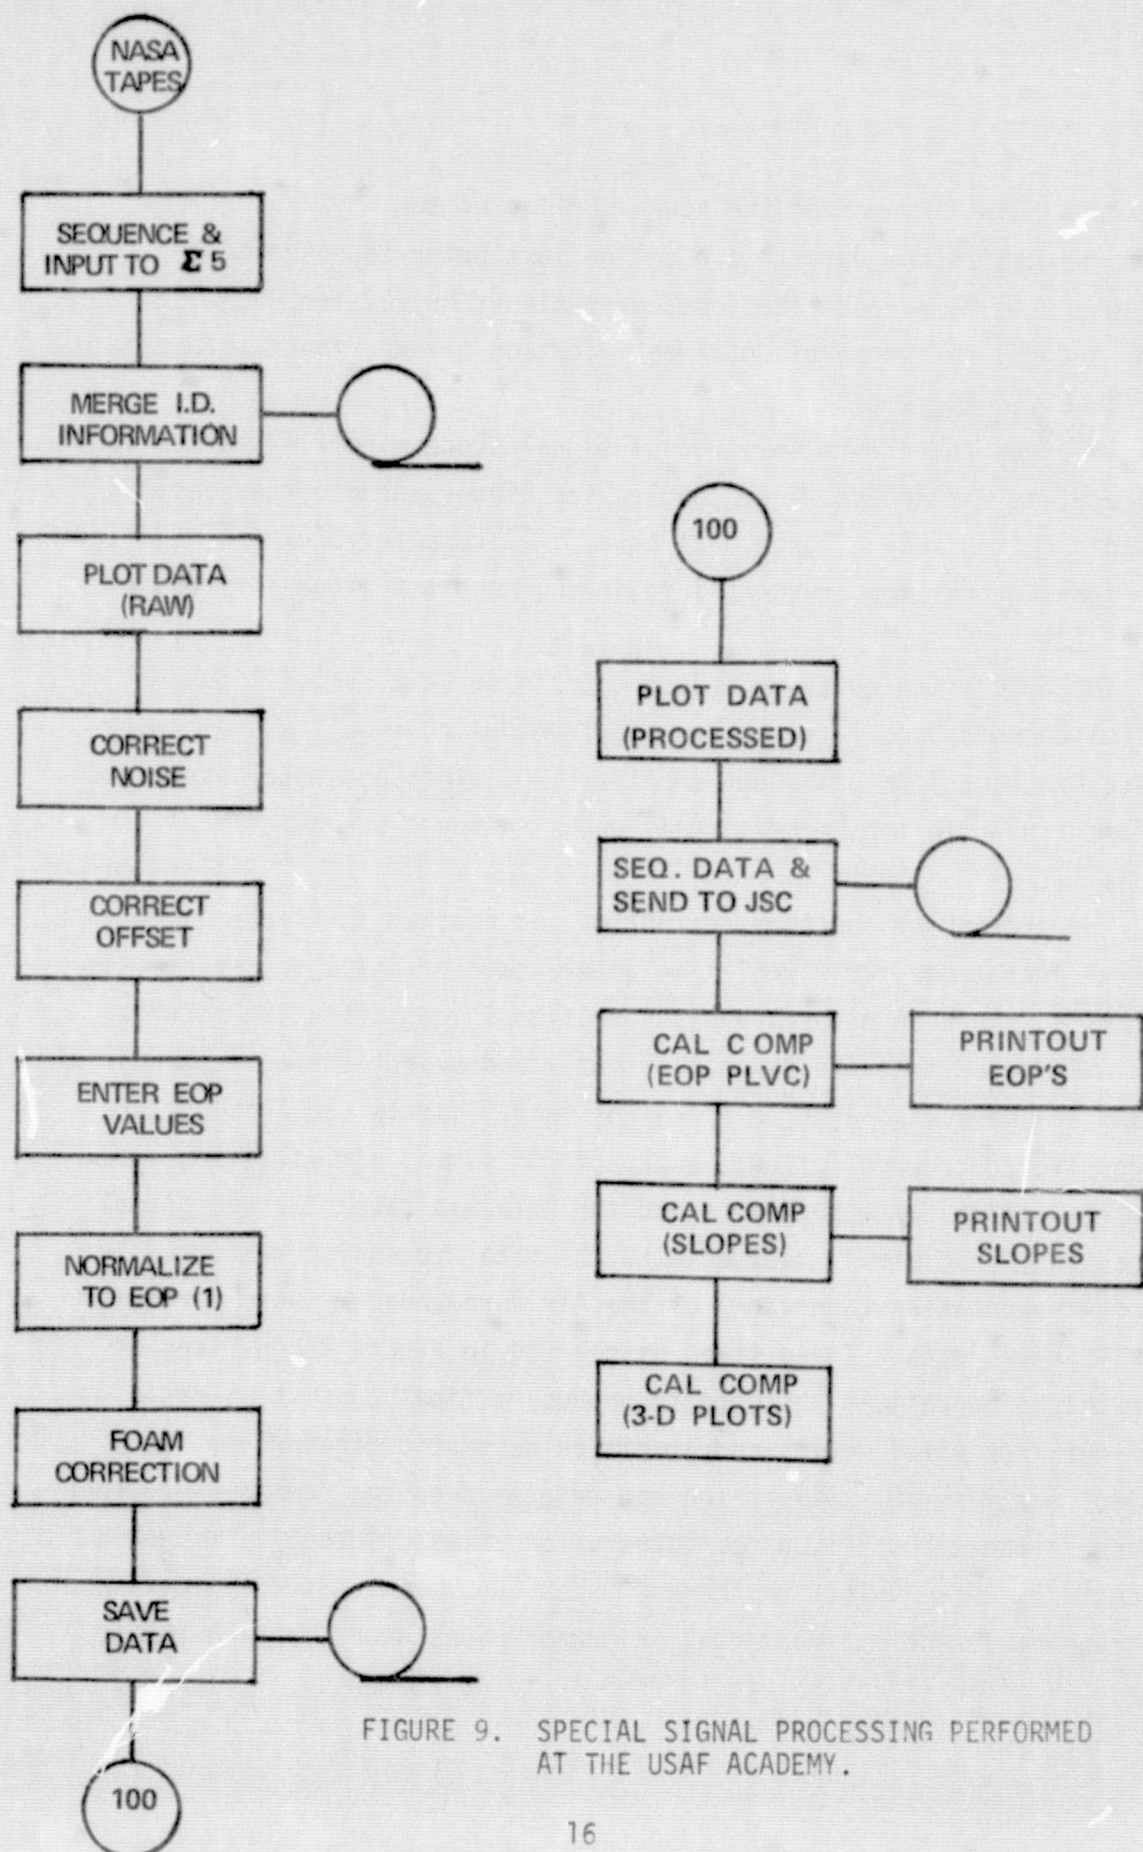 NASA
TAPES
SEQUENCE &
INPUT TO Σ 5
MERGE I.D.
INFORMATION
PLOT DATA
(RAW)
CORRECT
NOISE
CORRECT
OFFSET
ENTER EOP
VALUES
NORMALIZE
TO EOP (1)
FOAM
CORRECTION
SAVE
DATA
100
100
PLOT DATA
(PROCESSED)
SEQ. DATA &
SEND TO JSC
CAL C OMP
(EOP PLVC)
PRINTOUT
EOP'S
CAL COMP
(SLOPES)
PRINTOUT
SLOPES
CAL COMP
(3-D PLOTS)
FIGURE 9. SPECIAL SIGNAL PROCESSING PERFORMED
AT THE USAF ACADEMY.
16